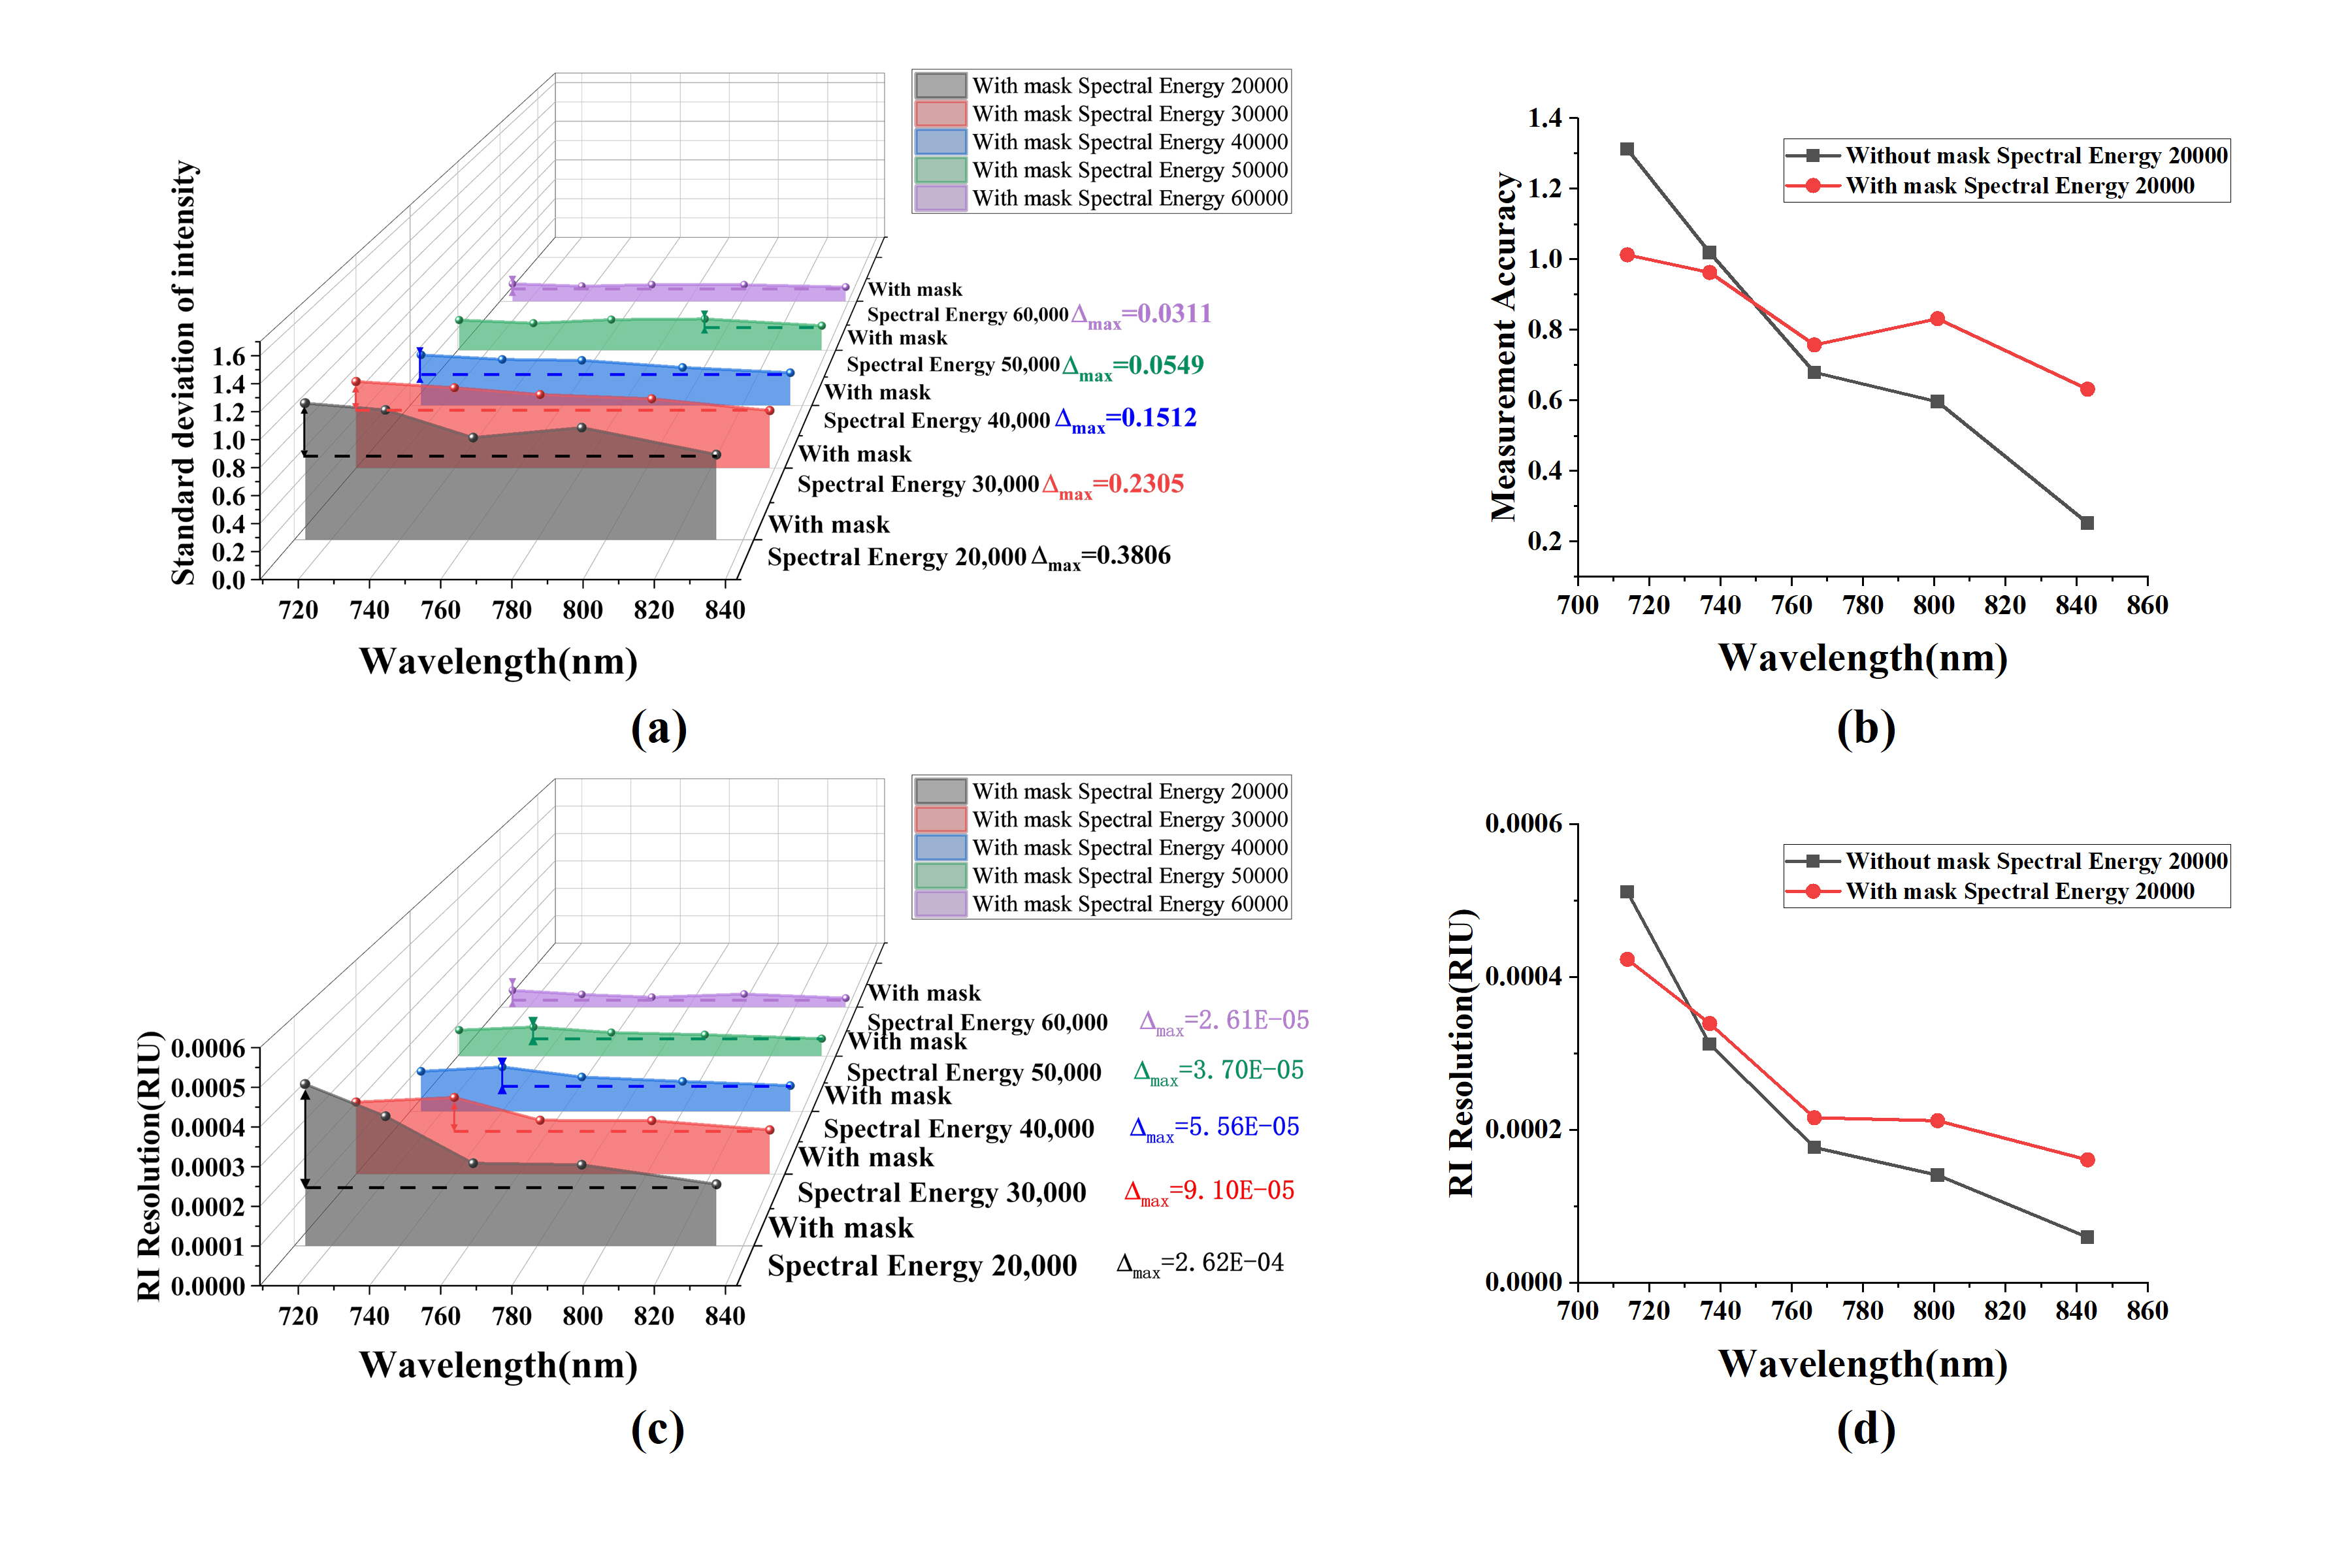 With mask Spectral Energy 20000
With mask Spectral Energy 30000
With mask Spectral Energy 40000
With mask Spectral Energy 50000
With mask Spectral Energy 60000
Standard deviation of intensity
1.6
1.4
1.2
1.0
0.8
0.6
0.4
0.2
0.0
With mask
Spectral Energy 60,000 Δmax=0.0311
With mask
Spectral Energy 50,000 Δmax=0.0549
With mask
Spectral Energy 40,000 Δmax=0.1512
With mask
Spectral Energy 30,000 Δmax=0.2305
With mask
Spectral Energy 20,000 Δmax=0.3806
720 740 760 780 800 820 840
Wavelength(nm)
(a)
Without mask Spectral Energy 20000
With mask Spectral Energy 20000
Measurement Accuracy
1.4
1.2
1.0
0.8
0.6
0.4
0.2
700 720 740 760 780 800 820 840 860
Wavelength(nm)
(b)
With mask Spectral Energy 20000
With mask Spectral Energy 30000
With mask Spectral Energy 40000
With mask Spectral Energy 50000
With mask Spectral Energy 60000
RI Resolution(RIU)
0.0006
0.0005
0.0004
0.0003
0.0002
0.0001
0.0000
With mask
Spectral Energy 60,000 Δmax=2.61E-05
With mask
Spectral Energy 50,000 Δmax=3.70E-05
With mask
Spectral Energy 40,000 Δmax=5.56E-05
With mask
Spectral Energy 30,000 Δmax=9.10E-05
With mask
Spectral Energy 20,000 Δmax=2.62E-04
720 740 760 780 800 820 840
Wavelength(nm)
(c)
Without mask Spectral Energy 20000
With mask Spectral Energy 20000
RI Resolution(RIU)
0.0006
0.0004
0.0002
0.0000
700 720 740 760 780 800 820 840 860
Wavelength(nm)
(d)